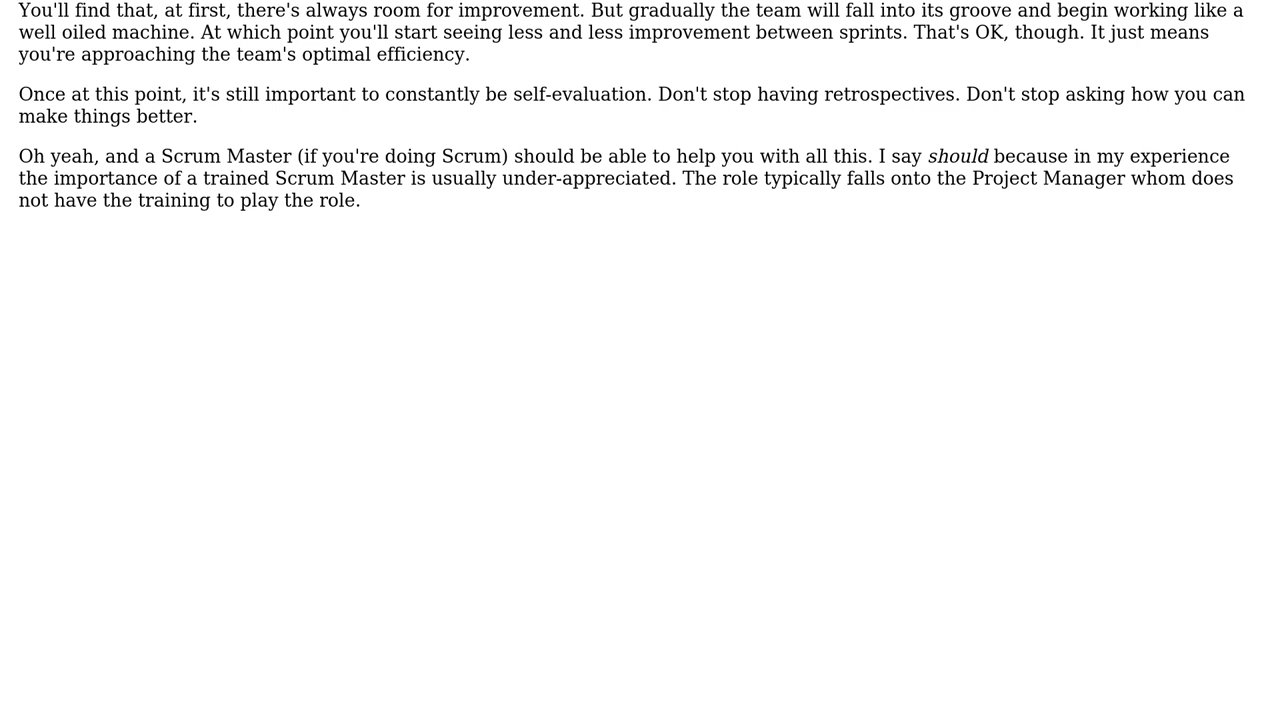 You'll find that, at first, there's always room for improvement. But gradually the team will fall into its groove and begin working like a
well oiled machine. At which point you'll start seeing less and less improvement between sprints. That's OK, though. It just means
you're approaching the team's optimal efficiency.
Once at this point, it's still important to constantly be self-evaluation. Don't stop having retrospectives. Don't stop asking how you can
make things better.
Oh yeah, and a Scrum Master (if you're doing Scrum) should be able to help you with all this. I say should because in my experience
the importance of a trained Scrum Master is usually under-appreciated. The role typically falls onto the Project Manager whom does
not have the training to play the role.